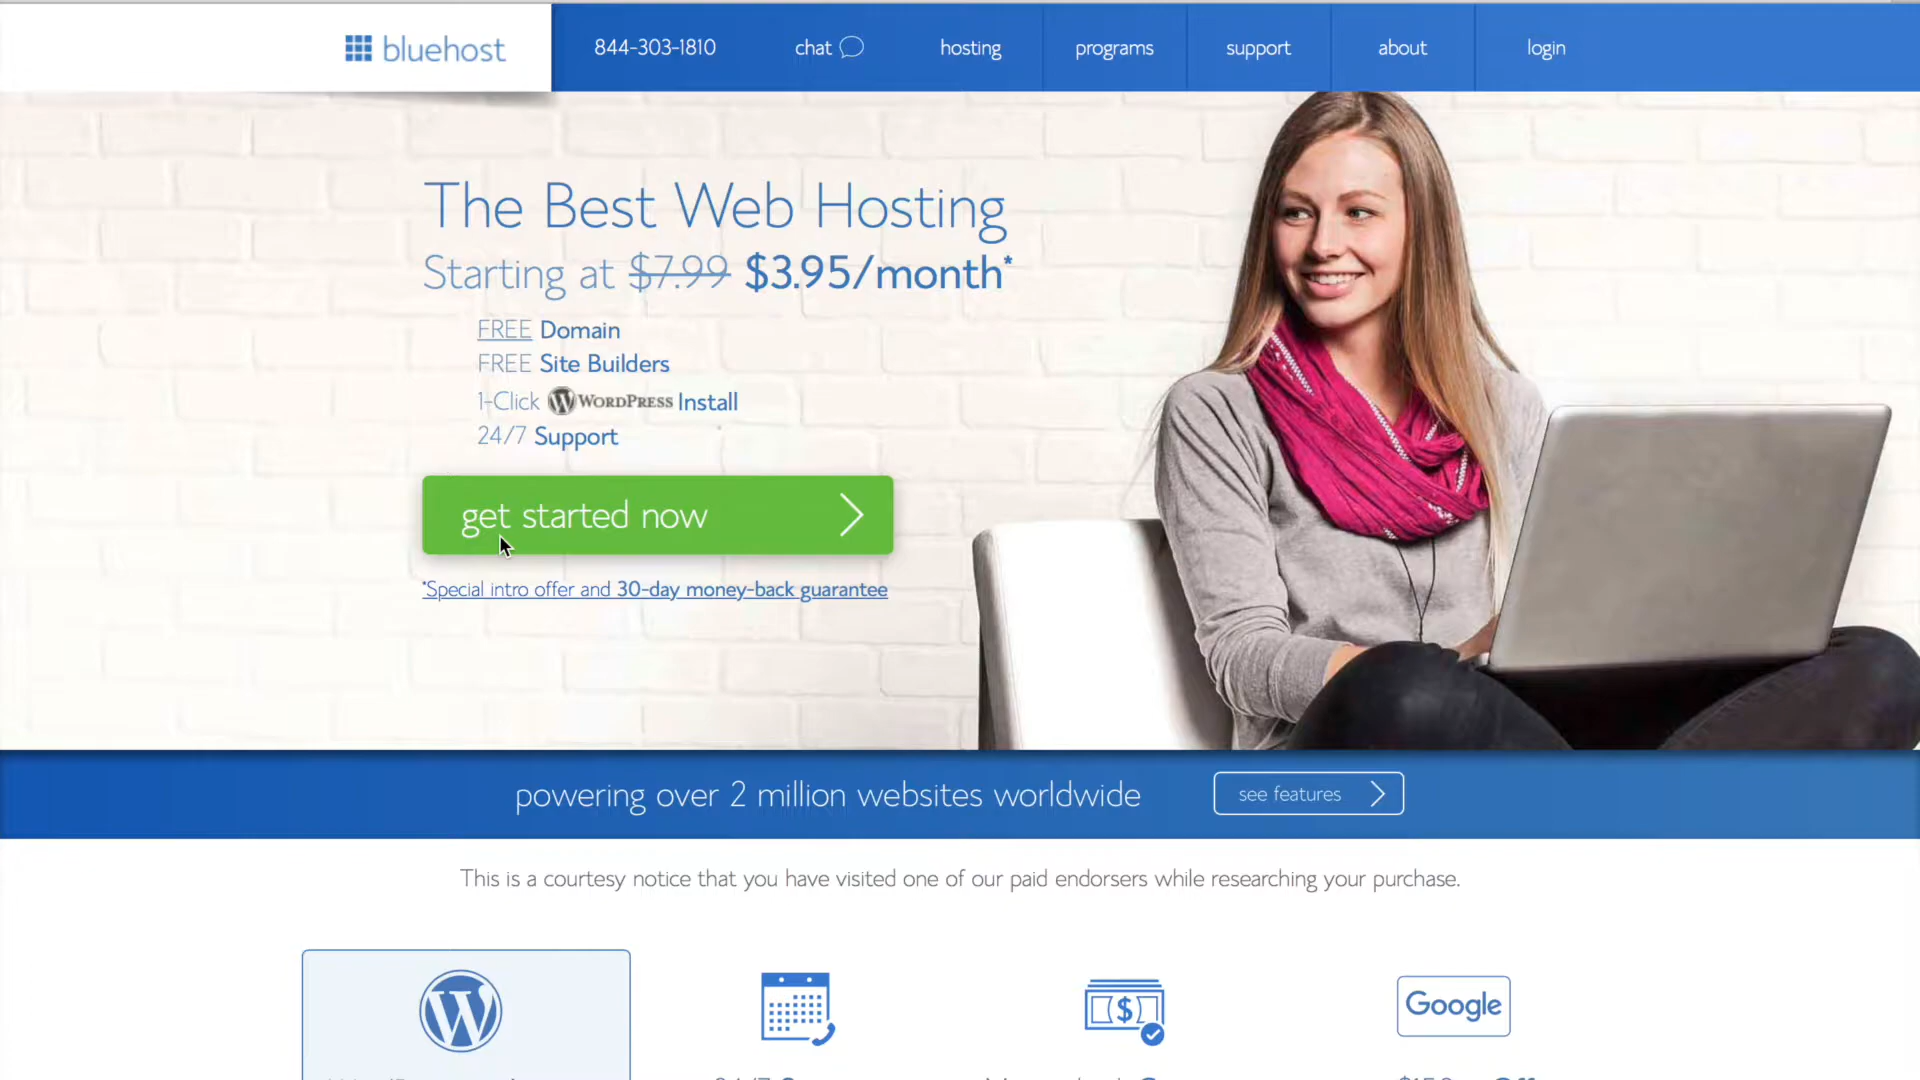 bluehost 844-303-1810 chat hosting programs support about login
The Best Web Hosting
Starting at $7.99 $3.95/month*
FREE Domain
FREE Site Builders
1-Click WORDPRESS Install
24/7 Support
get started now
*Special intro offer and 30-day money-back guarantee
powering over 2 million websites worldwide see features
This is a courtesy notice that you have visited one of our paid endorsers while researching your purchase.
Google